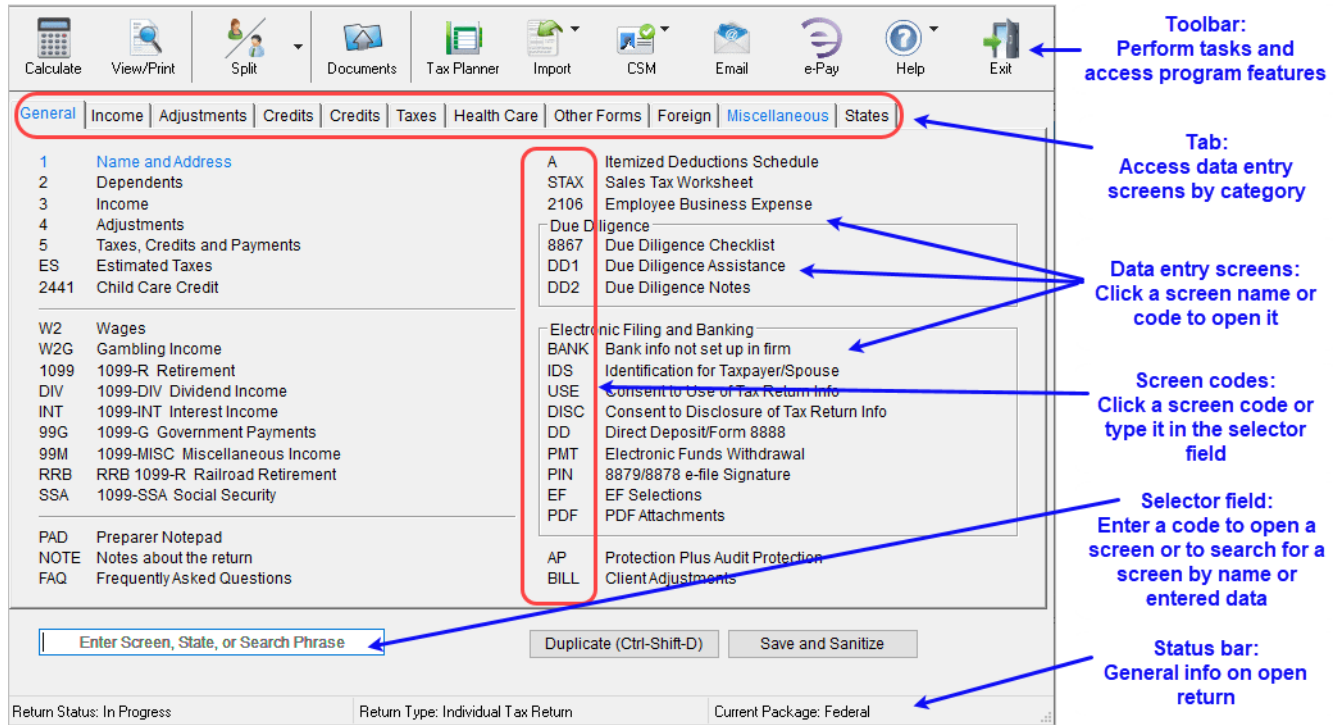 Calculate
View/Print
Split
Documents
Tax Planner
Import
CSM
Email
e-Pay
Help
Exit
General
Income
Adjustments
Credits
Credits
Taxes
Health Care
Other Forms
Foreign
Miscellaneous
States
1 Name and Address
2 Dependents
3 Income
4 Adjustments
5 Taxes, Credits and Payments
ES Estimated Taxes
2441 Child Care Credit
W2 Wages
W2G Gambling Income
1099 1099-R Retirement
DIV 1099-DIV Dividend Income
INT 1099-INT Interest Income
99G 1099-G Government Payments
99M 1099-MISC Miscellaneous Income
RRB RRB 1099-R Railroad Retirement
SSA 1099-SSA Social Security
PAD Preparer Notepad
NOTE Notes about the return
FAQ Frequently Asked Questions
A Itemized Deductions Schedule
STAX Sales Tax Worksheet
2106 Employee Business Expense
Due Diligence
8867 Due Diligence Checklist
DD1 Due Diligence Assistance
DD2 Due Diligence Notes
Electronic Filing and Banking
BANK Bank info not set up in firm
IDS Identification for Taxpayer/Spouse
USE Consent to Use of Tax Return Info
DISC Consent to Disclosure of Tax Return Info
DD Direct Deposit/Form 8888
PMT Electronic Funds Withdrawal
PIN 8879/8878 e-file Signature
EF EF Selections
PDF PDF Attachments
AP Protection Plus Audit Protection
BILL Client Adjustments
Enter Screen, State, or Search Phrase
Duplicate (Ctrl-Shift-D)
Save and Sanitize
Return Status: In Progress
Return Type: Individual Tax Return
Current Package: Federal
Toolbar:
Perform tasks and
access program features
Tab:
Access data entry
screens by category
Data entry screens:
Click a screen name or
code to open it
Screen codes:
Click a screen code or
type it in the selector
field
Selector field:
Enter a code to open a
screen or to search for a
screen by name or
entered data
Status bar:
General info on open
return